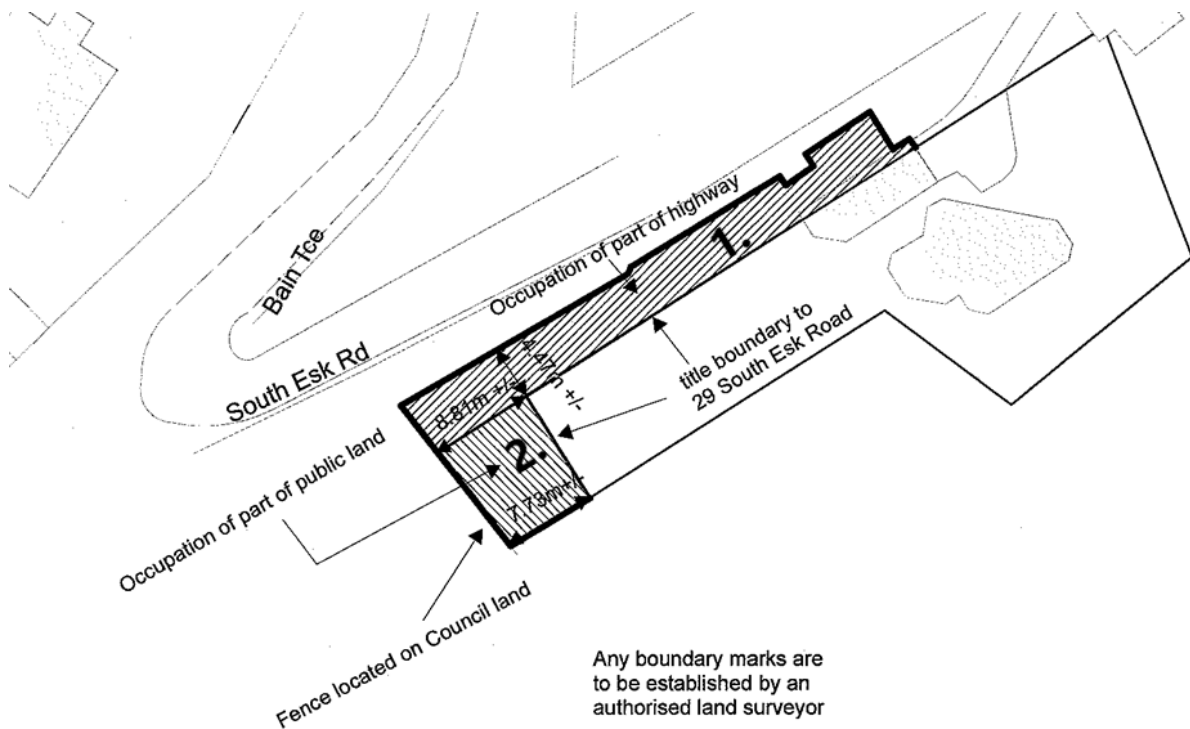 Bain Tce
South Esk Rd
Occupation of part of highway
1.
4.47m +/-
8.81m +/-
title boundary to
29 South Esk Road
2.
7.73m+/-
Occupation of part of public land
Fence located on Council land
Any boundary marks are
to be established by an
authorised land surveyor